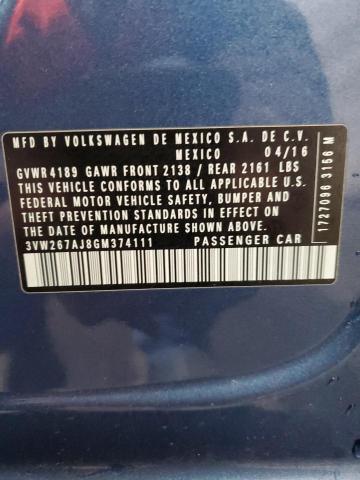 MFD BY VOLKSWAGEN DE MEXICO S.A. DE C.V.
MEXICO 04/16
GVWR 4189 GAWR FRONT 2138 / REAR 2161 LBS
THIS VEHICLE CONFORMS TO ALL APPLICABLE U.S.
FEDERAL MOTOR VEHICLE SAFETY, BUMPER AND
THEFT PREVENTION STANDARDS IN EFFECT ON THE
DATE OF MANUFACTURE SHOWN ABOVE.
3VW267AJ8GM374111 PASSENGER CAR
1727096 3166 M